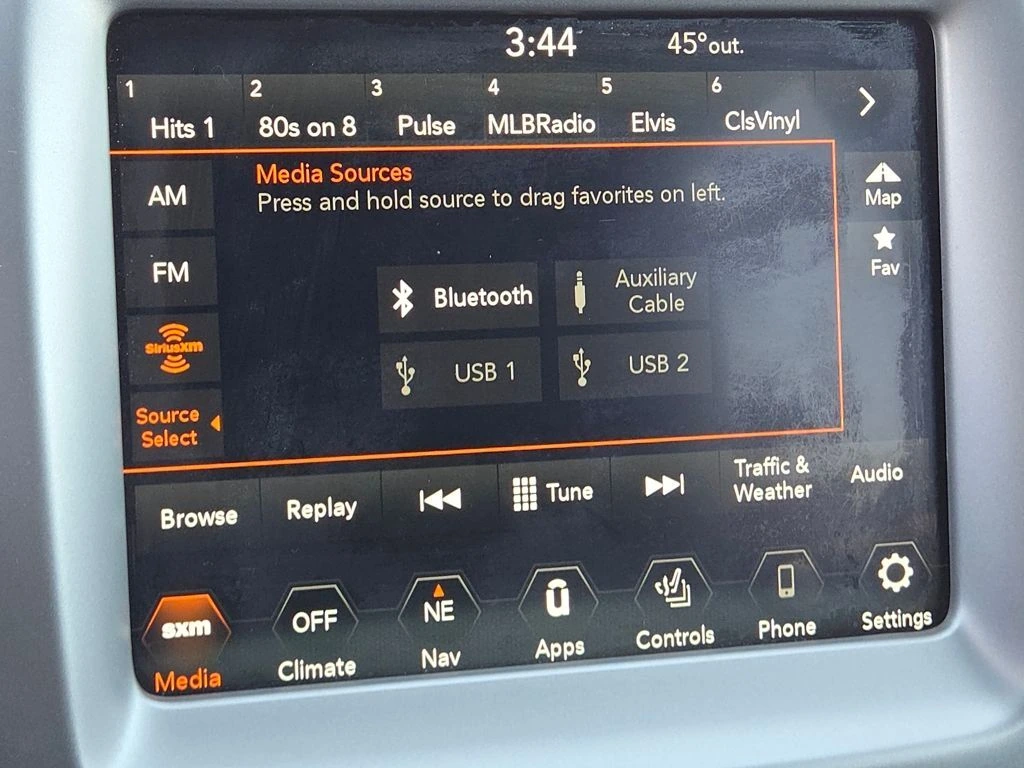 3:44 45° out.
1 2 3 4 5 6
Hits 1 80s on 8 Pulse MLBRadio Elvis ClsVinyl
Media Sources
Press and hold source to drag favorites on left.
AM
FM
SiriusXM
Source
Select
Bluetooth
Auxiliary
Cable
USB 1
USB 2
Map
Fav
Browse
Replay
Tune
Traffic &
Weather
Audio
sxm
Media
OFF
Climate
NE
Nav
u
Apps
Controls
Phone
Settings